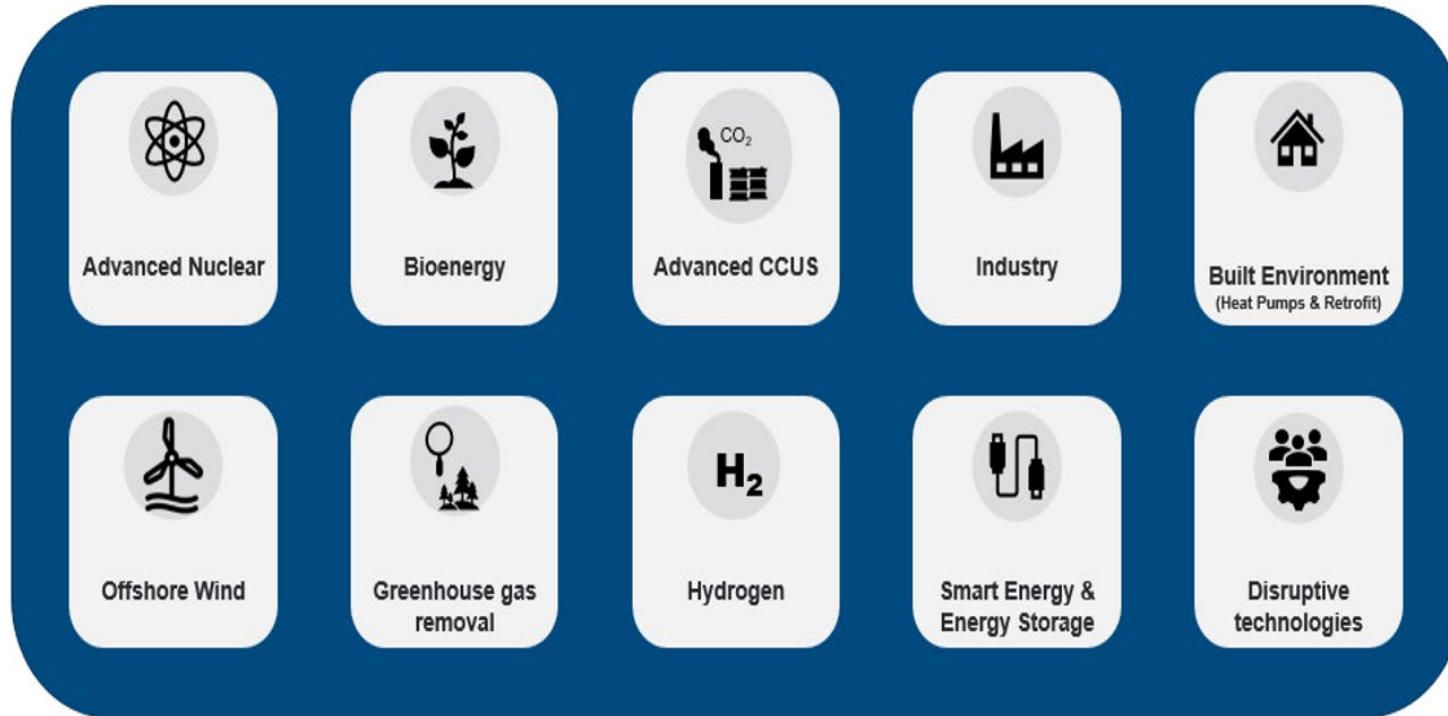 Advanced Nuclear
Bioenergy
CO₂
Advanced CCUS
Industry
Built Environment
(Heat Pumps & Retrofit)
Offshore Wind
Greenhouse gas
removal
H₂
Hydrogen
Smart Energy &
Energy Storage
Disruptive
technologies